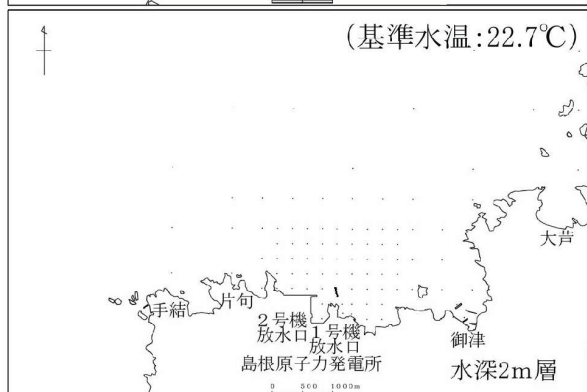 (基準水温:22.7℃)
大芦
手結
片句
2号機
放水口
1号機
放水口
御津
島根原子力発電所
水深2m層
0 500 1000m